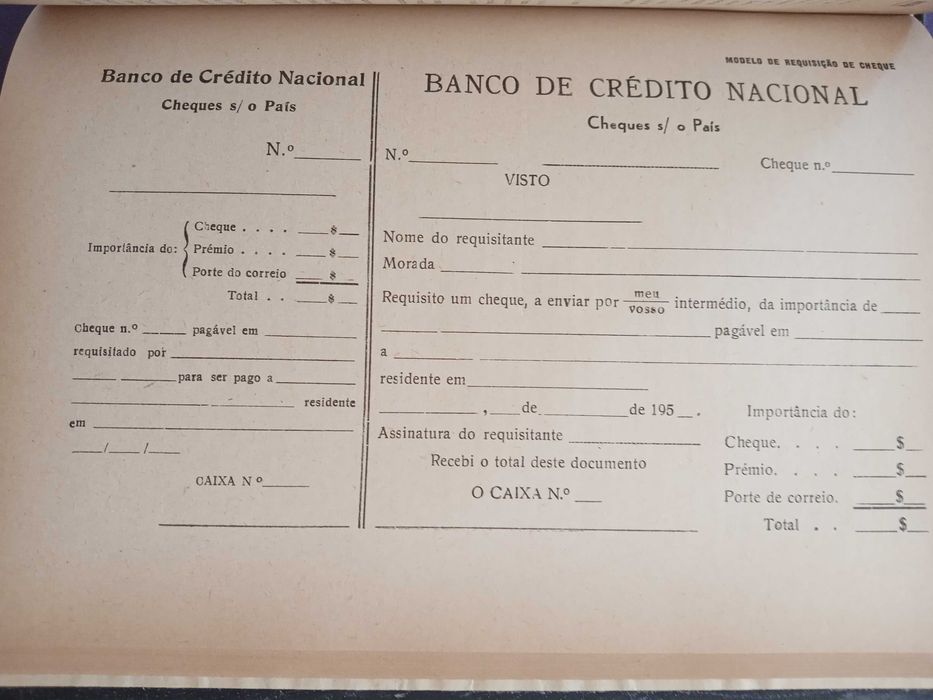 MODELO DE REQUISIÇÃO DE CHEQUE
Banco de Crédito Nacional
Cheques s/ o País
N.º
Importância do:
Cheque . . . . $
Prémio . . . . $
Porte do correio $
Total . . $
Cheque n.º pagável em
requisitado por
para ser pago a
residente
em
/ /
CAIXA N º
BANCO DE CRÉDITO NACIONAL
Cheques s/ o País
N.º Cheque n.º
VISTO
Nome do requisitante
Morada
Requisito um cheque, a enviar por meu/vosso intermédio, da importância de
pagável em
a
residente em
, de de 195 .
Assinatura do requisitante
Recebi o total deste documento
O CAIXA N.º
Importância do:
Cheque. . . . $
Prémio. . . . $
Porte de correio. $
Total . . $